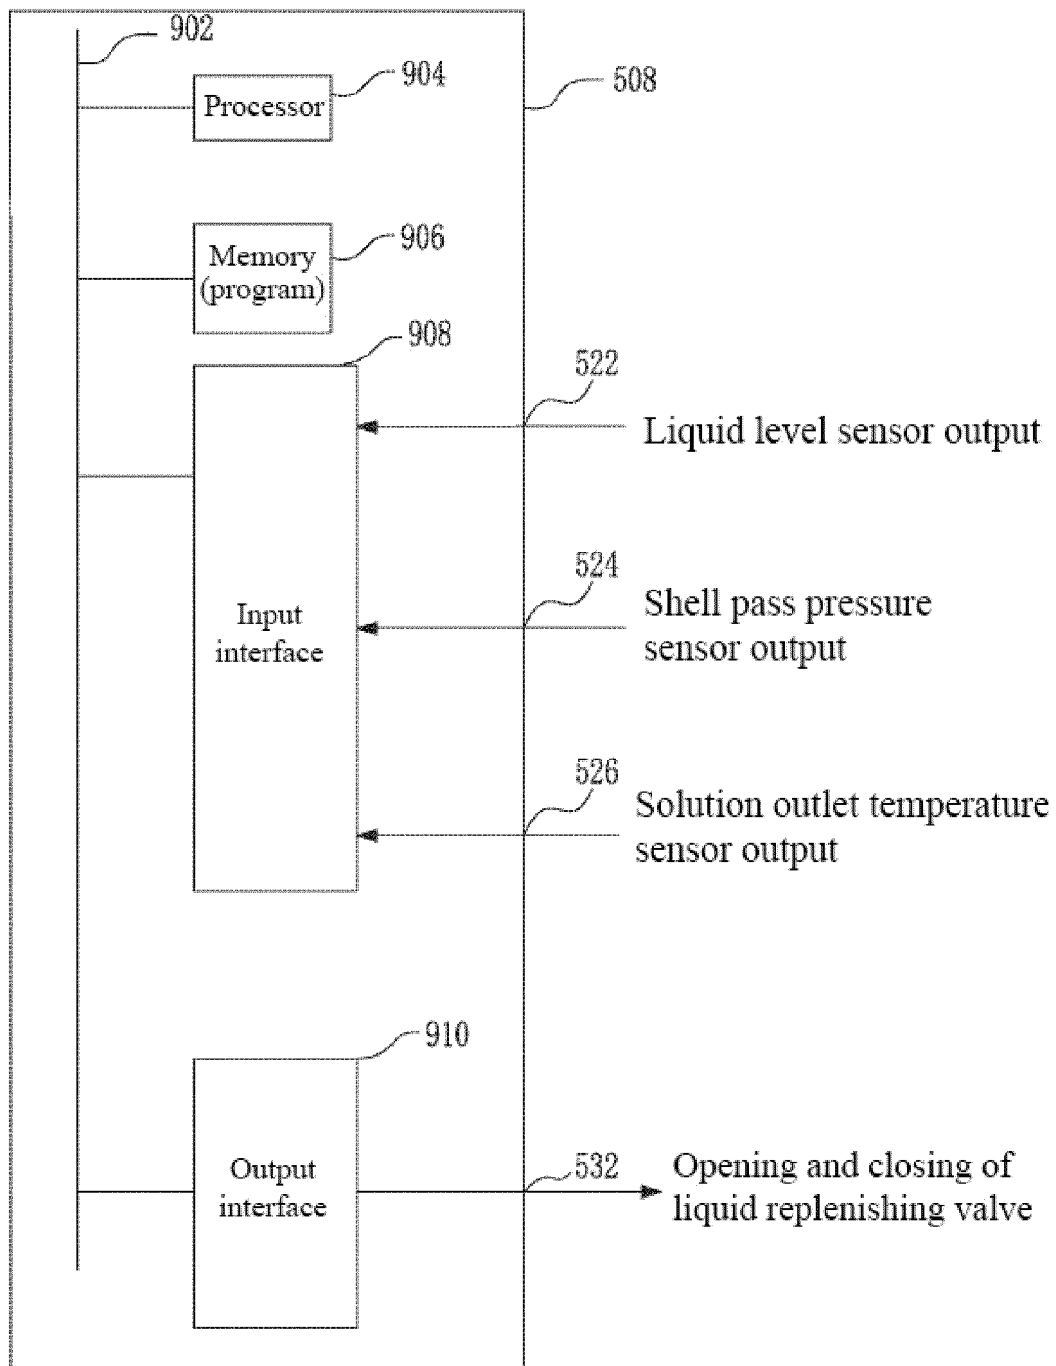 902
904
508
Processor
906
Memory
(program)
908
522
Liquid level sensor output
524
Shell pass pressure
sensor output
Input
interface
526
Solution outlet temperature
sensor output
910
532
Opening and closing of
liquid replenishing valve
Output
interface